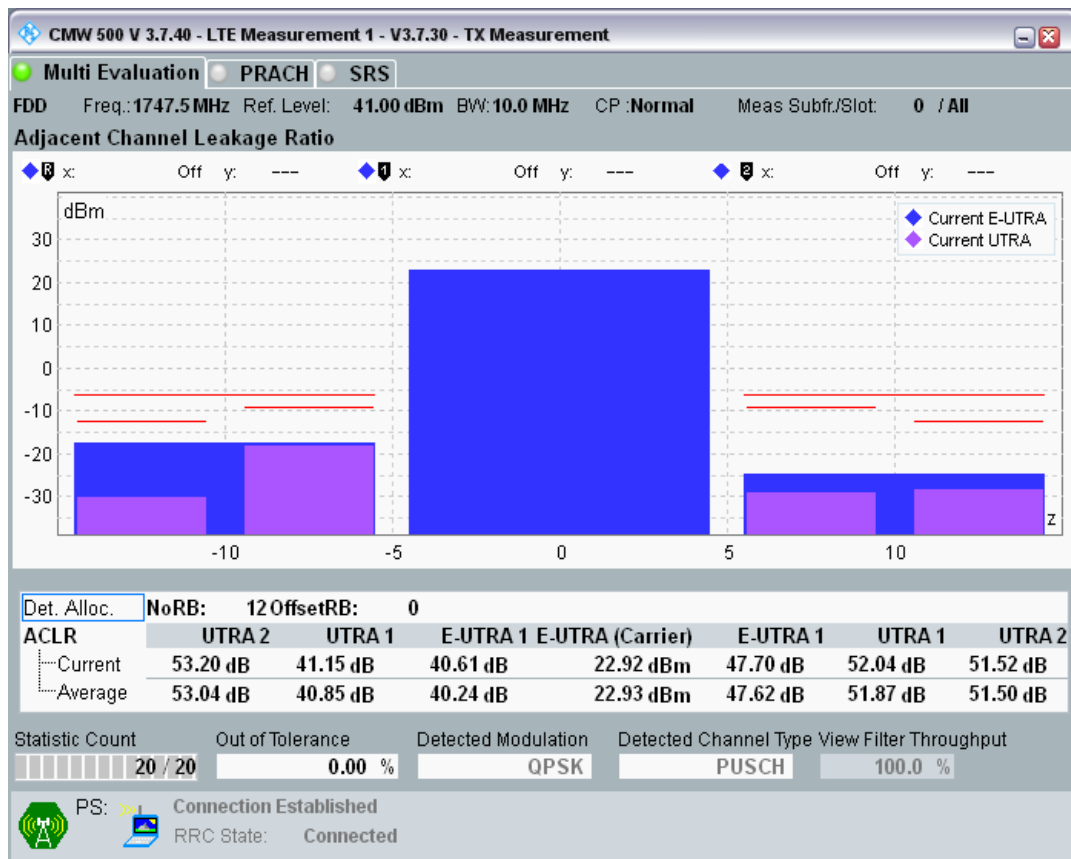 CMW 500 V 3.7.40 - LTE Measurement 1 - V3.7.30 - TX Measurement
Multi Evaluation PRACH SRS
FDD Freq.:1747.5 MHz Ref. Level: 41.00 dBm BW:10.0 MHz CP :Normal Meas Subfr./Slot: 0 / All
Adjacent Channel Leakage Ratio
R x: Off y: --- 1 x: Off y: --- 2 x: Off y: ---
dBm
Current E-UTRA
Current UTRA
30
20
10
0
-10
-20
-30
z
-10 -5 0 5 10
Det. Alloc. NoRB: 12 OffsetRB: 0
ACLR UTRA 2 UTRA 1 E-UTRA 1 E-UTRA (Carrier) E-UTRA 1 UTRA 1 UTRA 2
Current 53.20 dB 41.15 dB 40.61 dB 22.92 dBm 47.70 dB 52.04 dB 51.52 dB
Average 53.04 dB 40.85 dB 40.24 dB 22.93 dBm 47.62 dB 51.87 dB 51.50 dB
Statistic Count Out of Tolerance Detected Modulation Detected Channel Type View Filter Throughput
20 / 20 0.00 % QPSK PUSCH 100.0 %
PS: Connection Established
RRC State: Connected